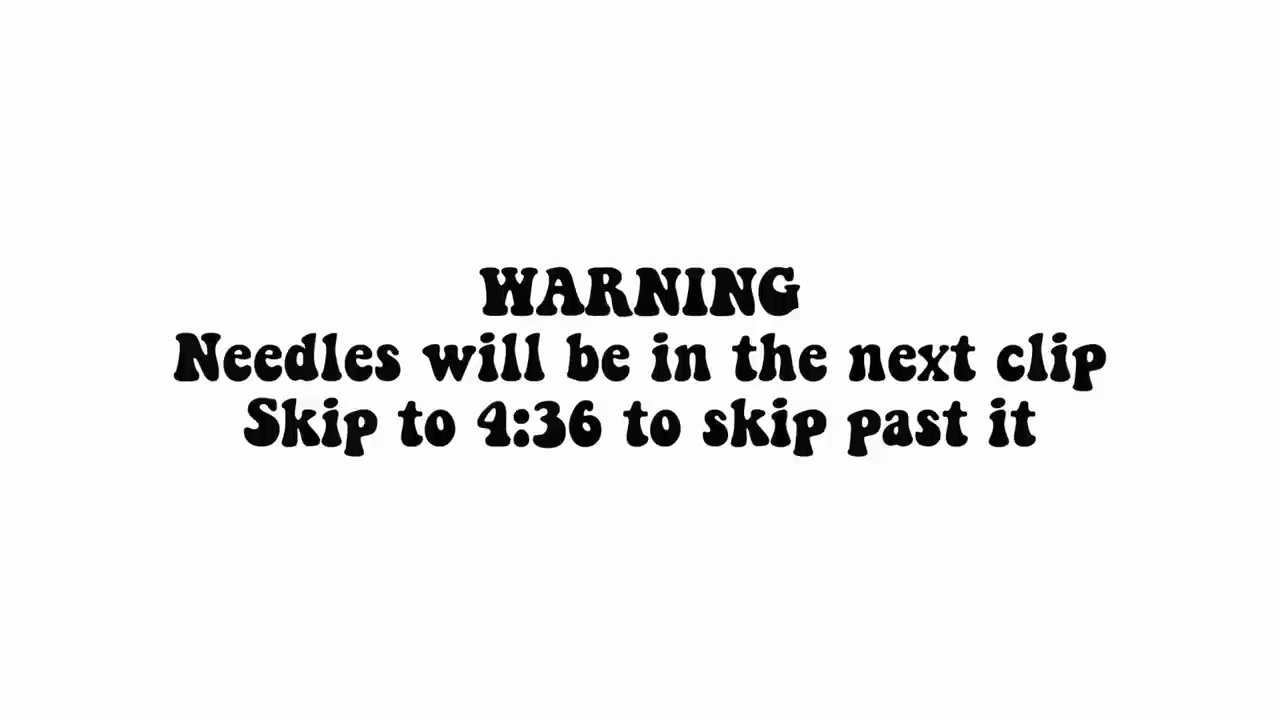 WARNING
Needles will be in the next clip
Skip to 4:36 to skip past it